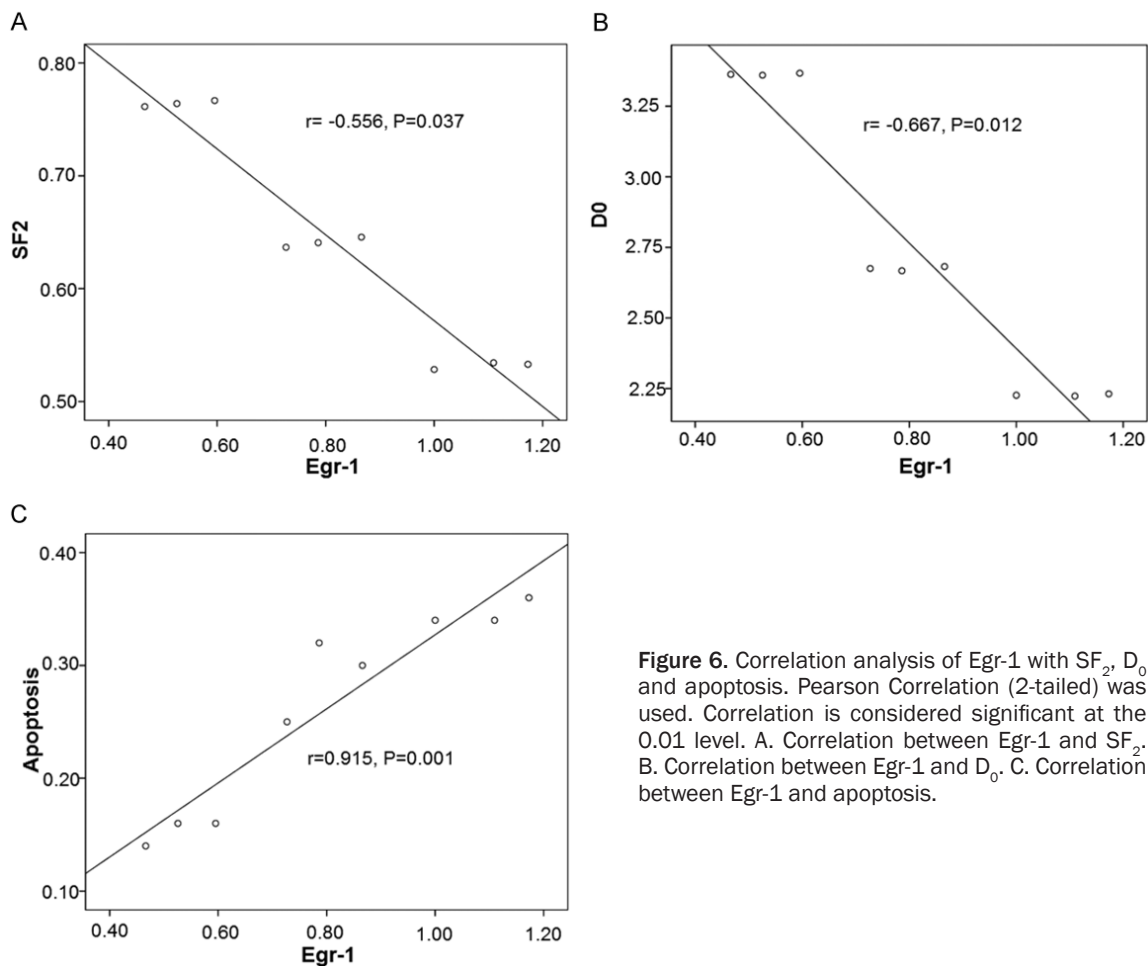 A
0.80
0.70
0.60
0.50
SF2
r= -0.556, P=0.037
0.40 0.60 0.80 1.00 1.20
Egr-1
B
3.25
3.00
2.75
2.50
2.25
D0
r= -0.667, P=0.012
0.40 0.60 0.80 1.00 1.20
Egr-1
C
0.40
0.30
0.20
0.10
Apoptosis
r=0.915, P=0.001
0.40 0.60 0.80 1.00 1.20
Egr-1
Figure 6. Correlation analysis of Egr-1 with SF₂, D₀
and apoptosis. Pearson Correlation (2-tailed) was
used. Correlation is considered significant at the
0.01 level. A. Correlation between Egr-1 and SF₂.
B. Correlation between Egr-1 and D₀. C. Correlation
between Egr-1 and apoptosis.